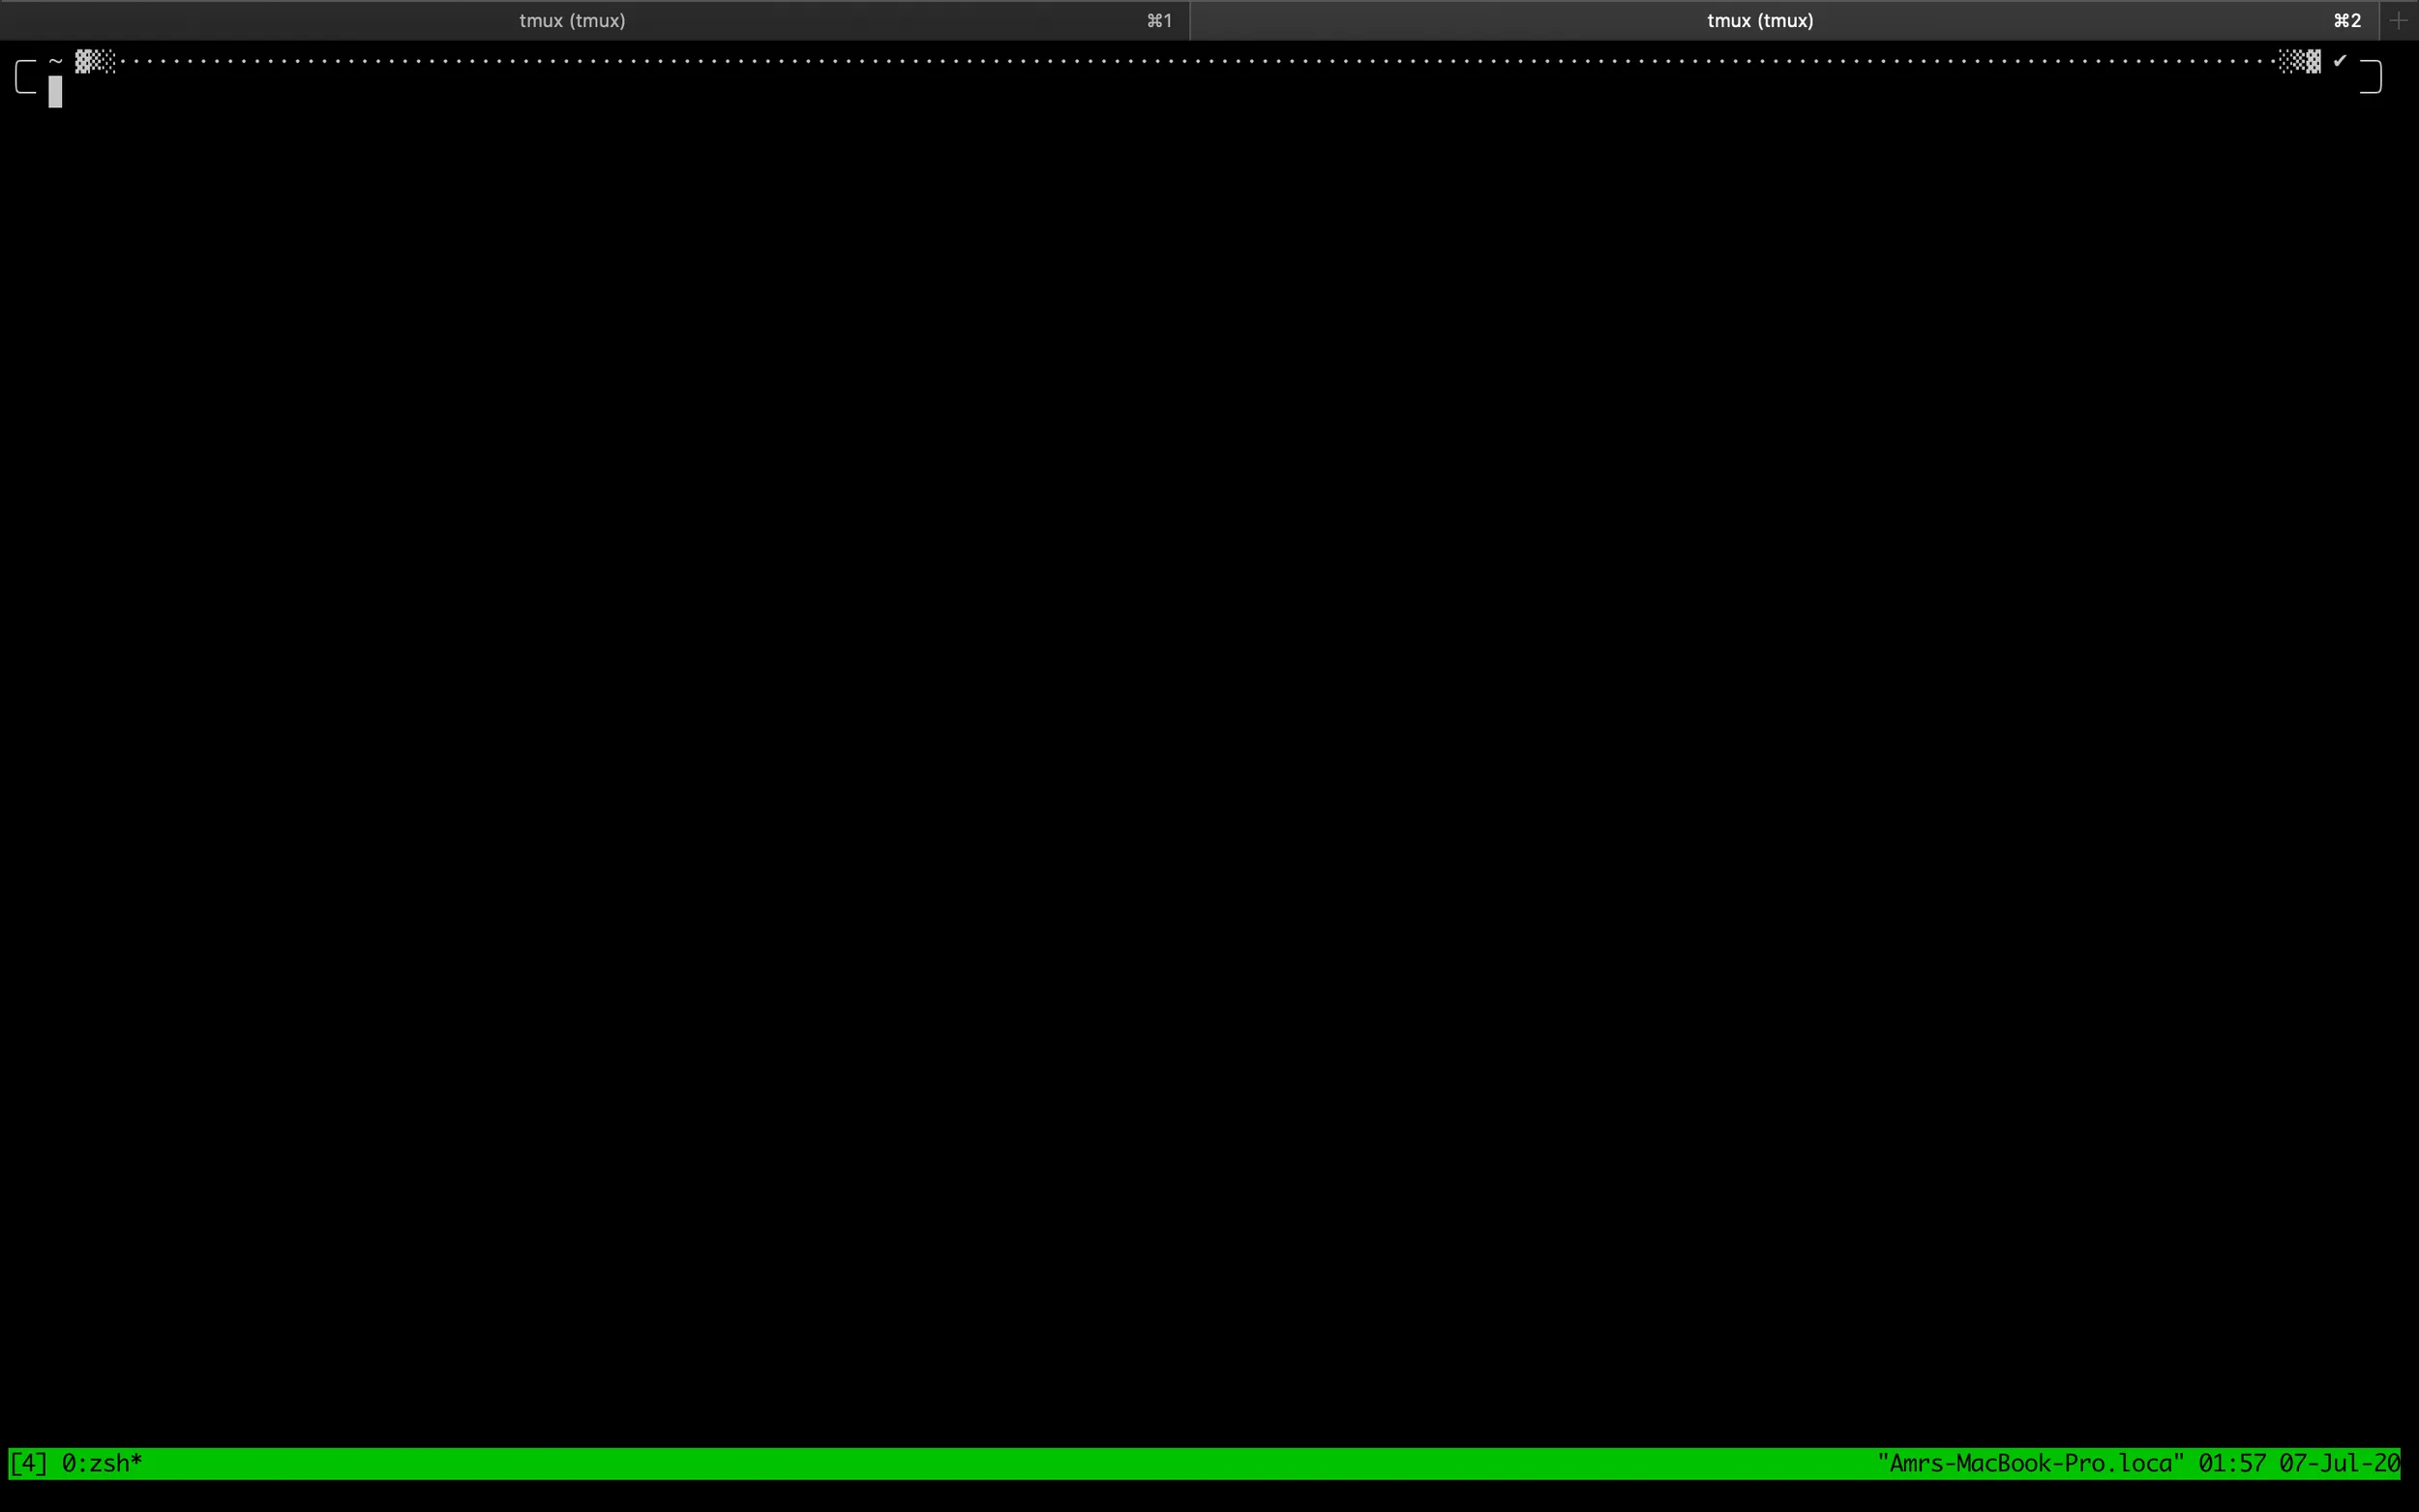 tmux (tmux) ⌘1 tmux (tmux) ⌘2 +
~ ✔
[4] 0:zsh* "Amrs-MacBook-Pro.loca" 01:57 07-Jul-20